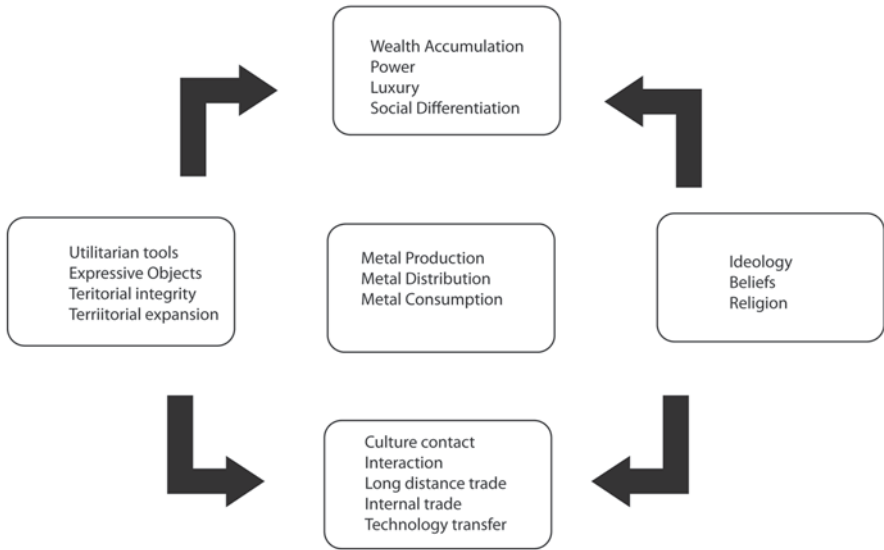 Wealth Accumulation
Power
Luxury
Social Differentiation
Utilitarian tools
Expressive Objects
Teritorial integrity
Terriitorial expansion
Metal Production
Metal Distribution
Metal Consumption
Ideology
Beliefs
Religion
Culture contact
Interaction
Long distance trade
Internal trade
Technology transfer